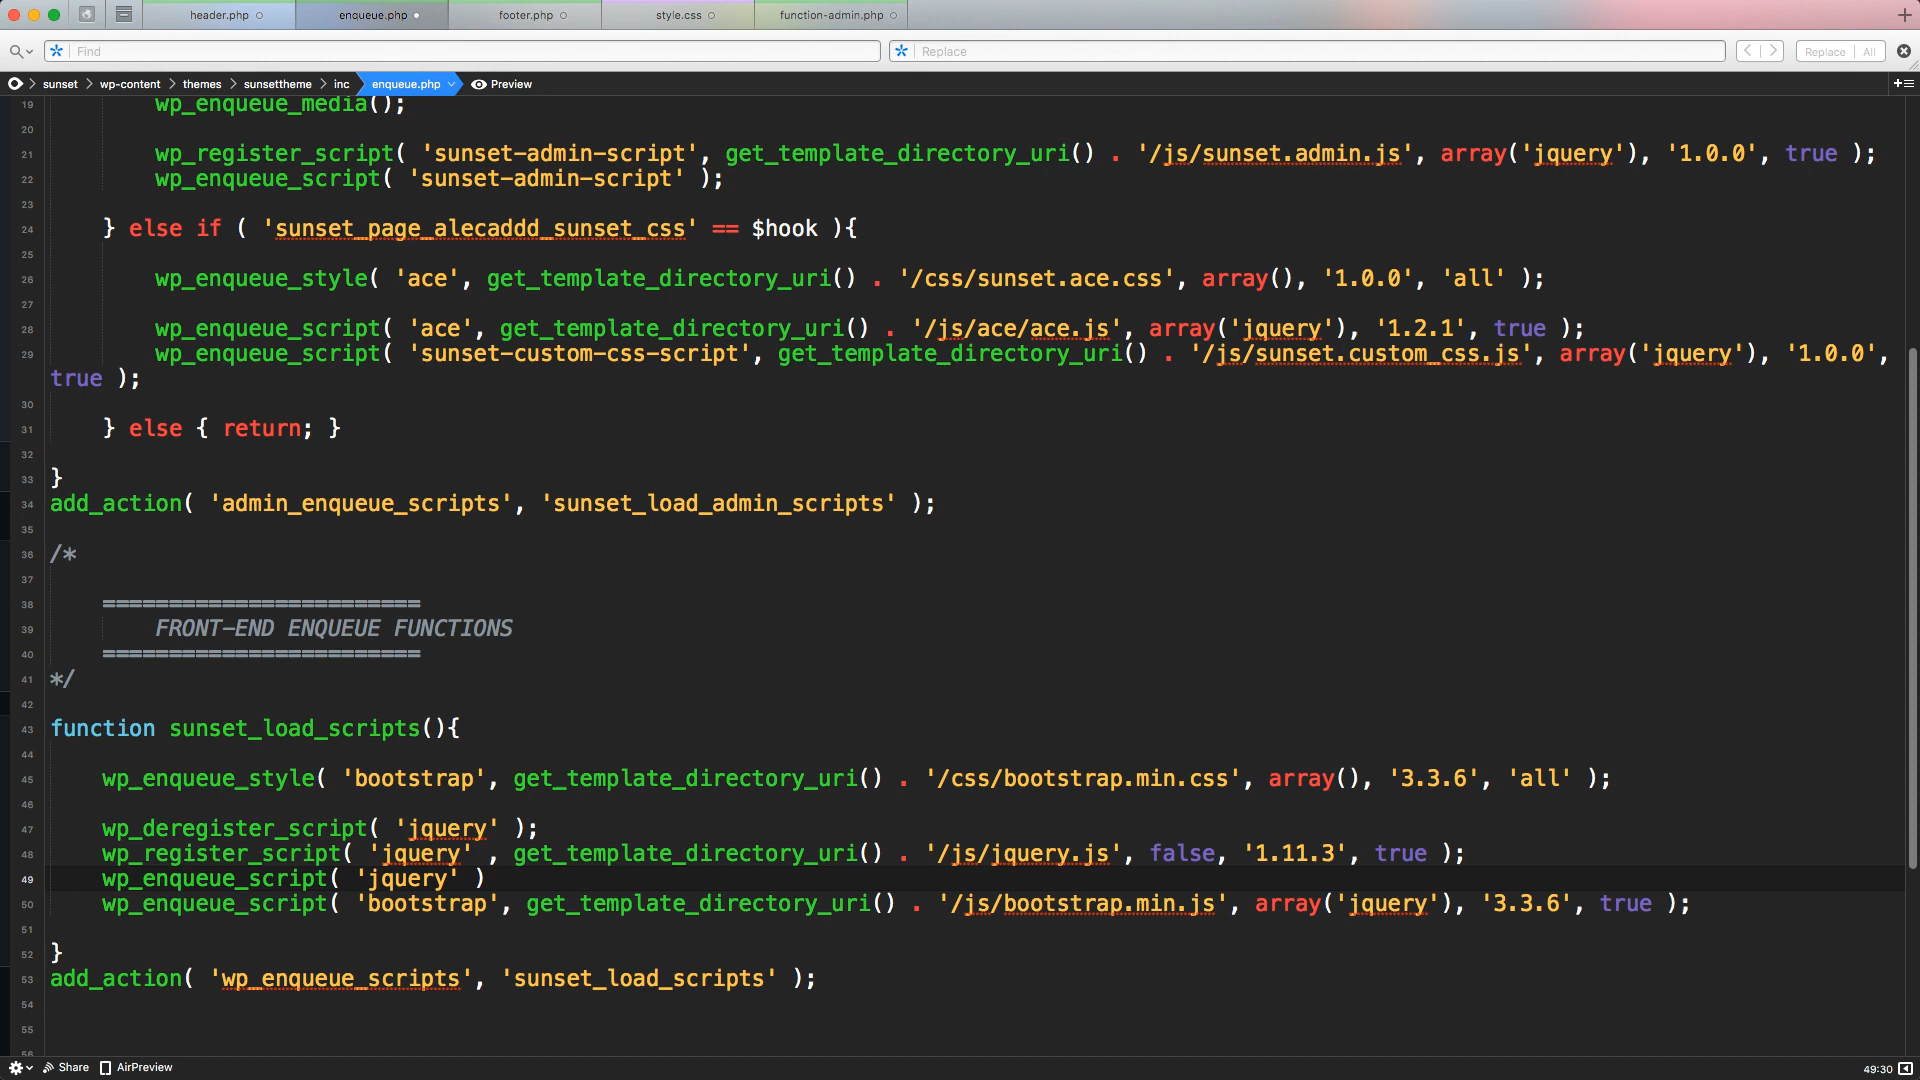 header.php
enqueue.php
footer.php
style.css
function-admin.php
Find
Replace
Replace
All
sunset
wp-content
themes
sunsettheme
inc
enqueue.php
Preview
19 wp_enqueue_media();
20
21 wp_register_script( 'sunset-admin-script', get_template_directory_uri() . '/js/sunset.admin.js', array('jquery'), '1.0.0', true );
22 wp_enqueue_script( 'sunset-admin-script' );
23
24 } else if ( 'sunset_page_alecaddd_sunset_css' == $hook ){
25
26 wp_enqueue_style( 'ace', get_template_directory_uri() . '/css/sunset.ace.css', array(), '1.0.0', 'all' );
27
28 wp_enqueue_script( 'ace', get_template_directory_uri() . '/js/ace/ace.js', array('jquery'), '1.2.1', true );
29 wp_enqueue_script( 'sunset-custom-css-script', get_template_directory_uri() . '/js/sunset.custom_css.js', array('jquery'), '1.0.0',
true );
30
31 } else { return; }
32
33 }
34 add_action( 'admin_enqueue_scripts', 'sunset_load_admin_scripts' );
35
36 /*
37
38 ========================
39 FRONT-END ENQUEUE FUNCTIONS
40 ========================
41 */
42
43 function sunset_load_scripts(){
44
45 wp_enqueue_style( 'bootstrap', get_template_directory_uri() . '/css/bootstrap.min.css', array(), '3.3.6', 'all' );
46
47 wp_deregister_script( 'jquery' );
48 wp_register_script( 'jquery' , get_template_directory_uri() . '/js/jquery.js', false, '1.11.3', true );
49 wp_enqueue_script( 'jquery' )
50 wp_enqueue_script( 'bootstrap', get_template_directory_uri() . '/js/bootstrap.min.js', array('jquery'), '3.3.6', true );
51
52 }
53 add_action( 'wp_enqueue_scripts', 'sunset_load_scripts' );
54
55
56
Share
AirPreview
49:30